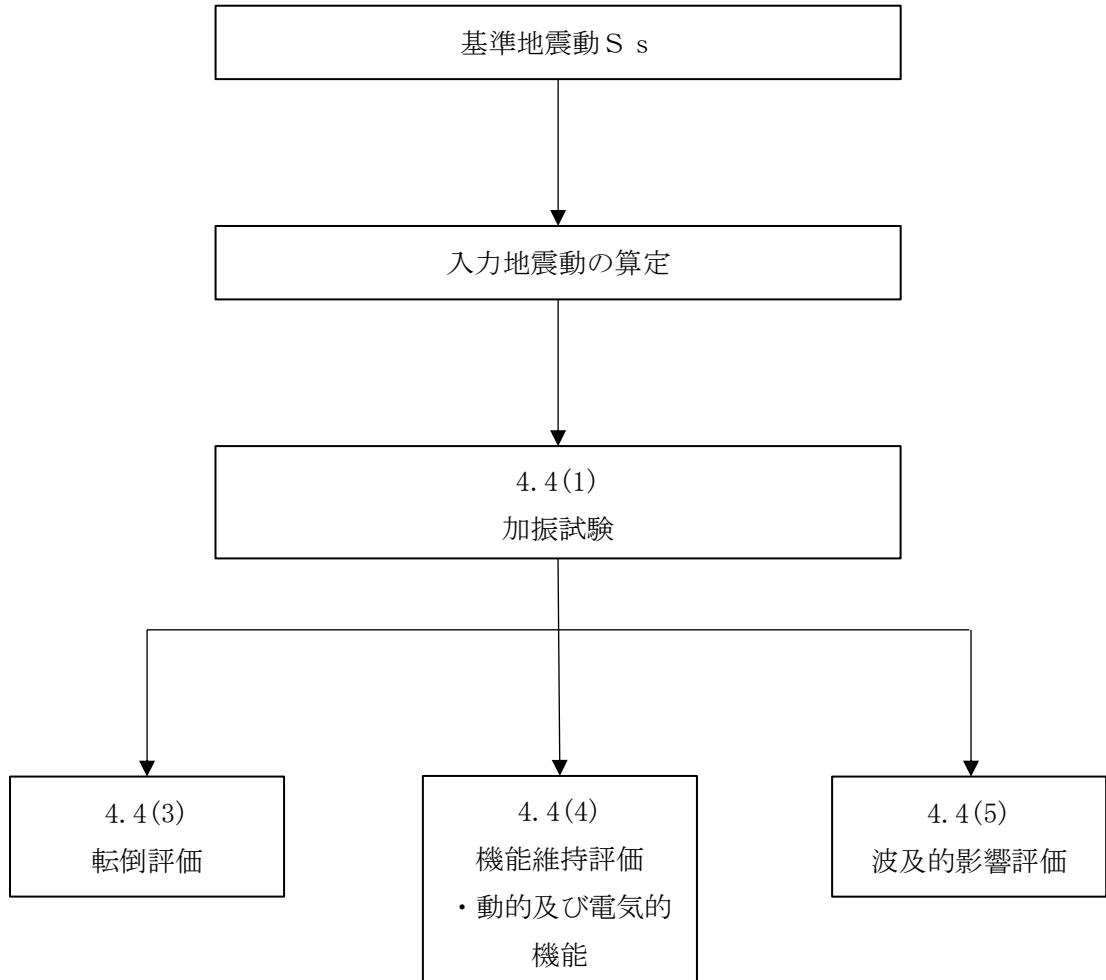 基準地震動Ｓｓ
入力地震動の算定
4.4(1)
加振試験
4.4(3)
転倒評価
4.4(4)
機能維持評価
・動的及び電気的
機能
4.4(5)
波及的影響評価